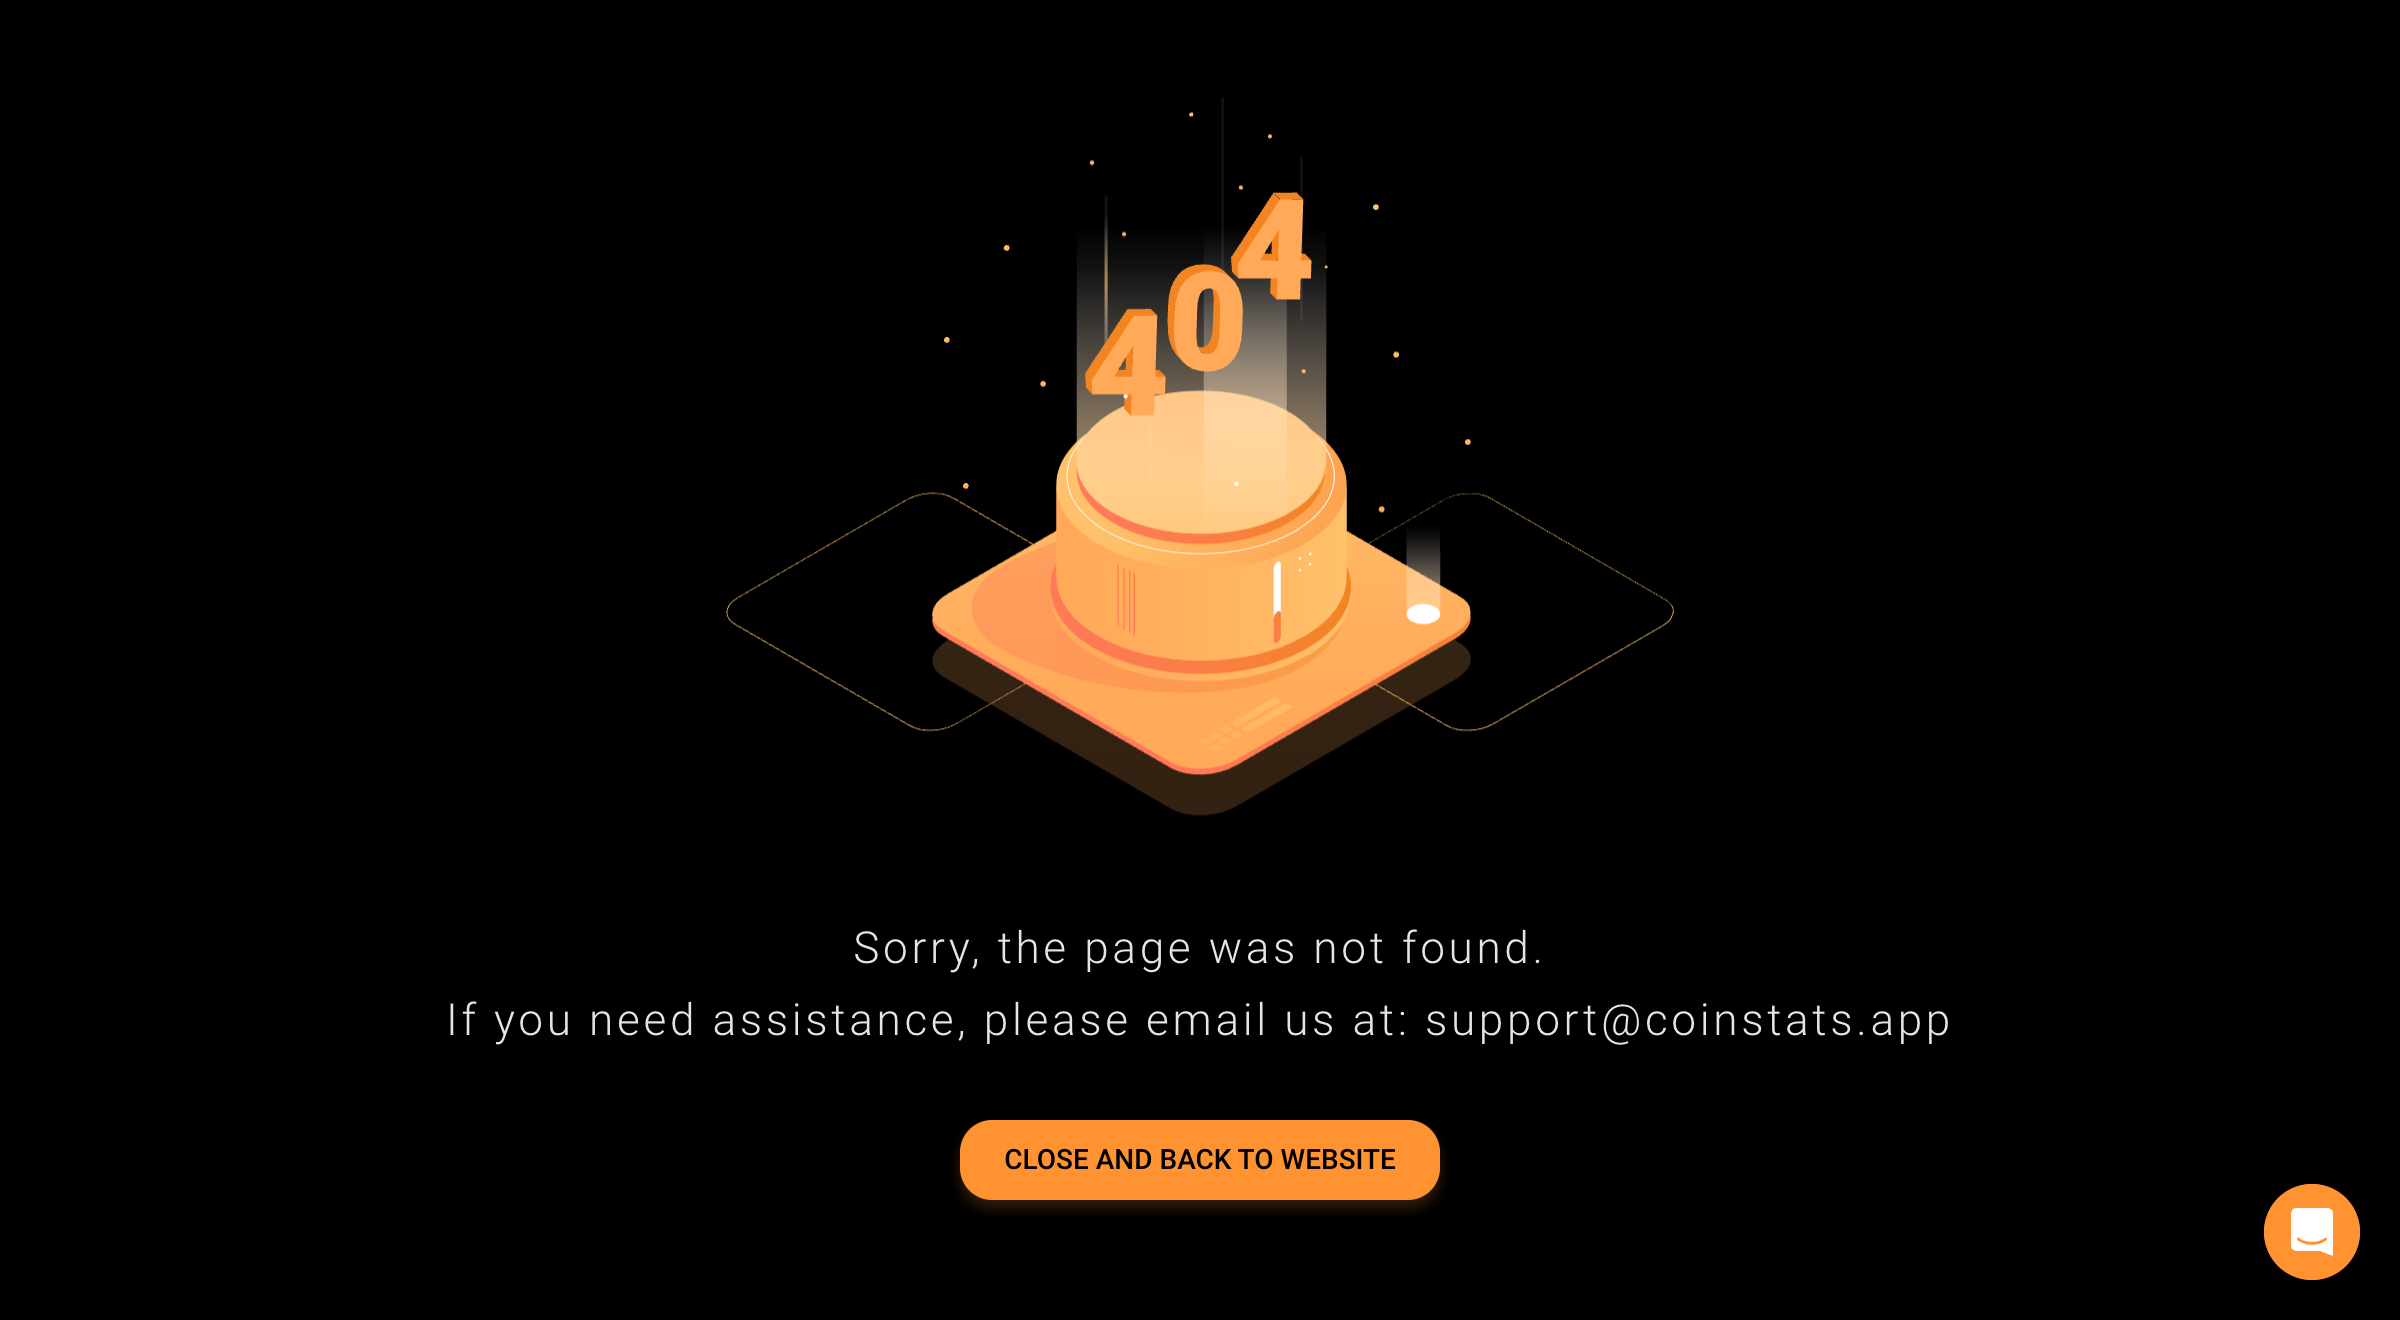 404
Sorry, the page was not found.
If you need assistance, please email us at: support@coinstats.app
CLOSE AND BACK TO WEBSITE